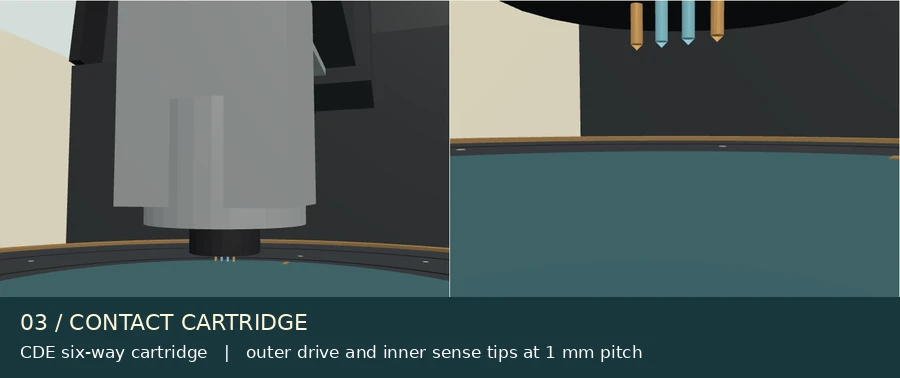 03 / CONTACT CARTRIDGE
CDE six-way cartridge | outer drive and inner sense tips at 1 mm pitch